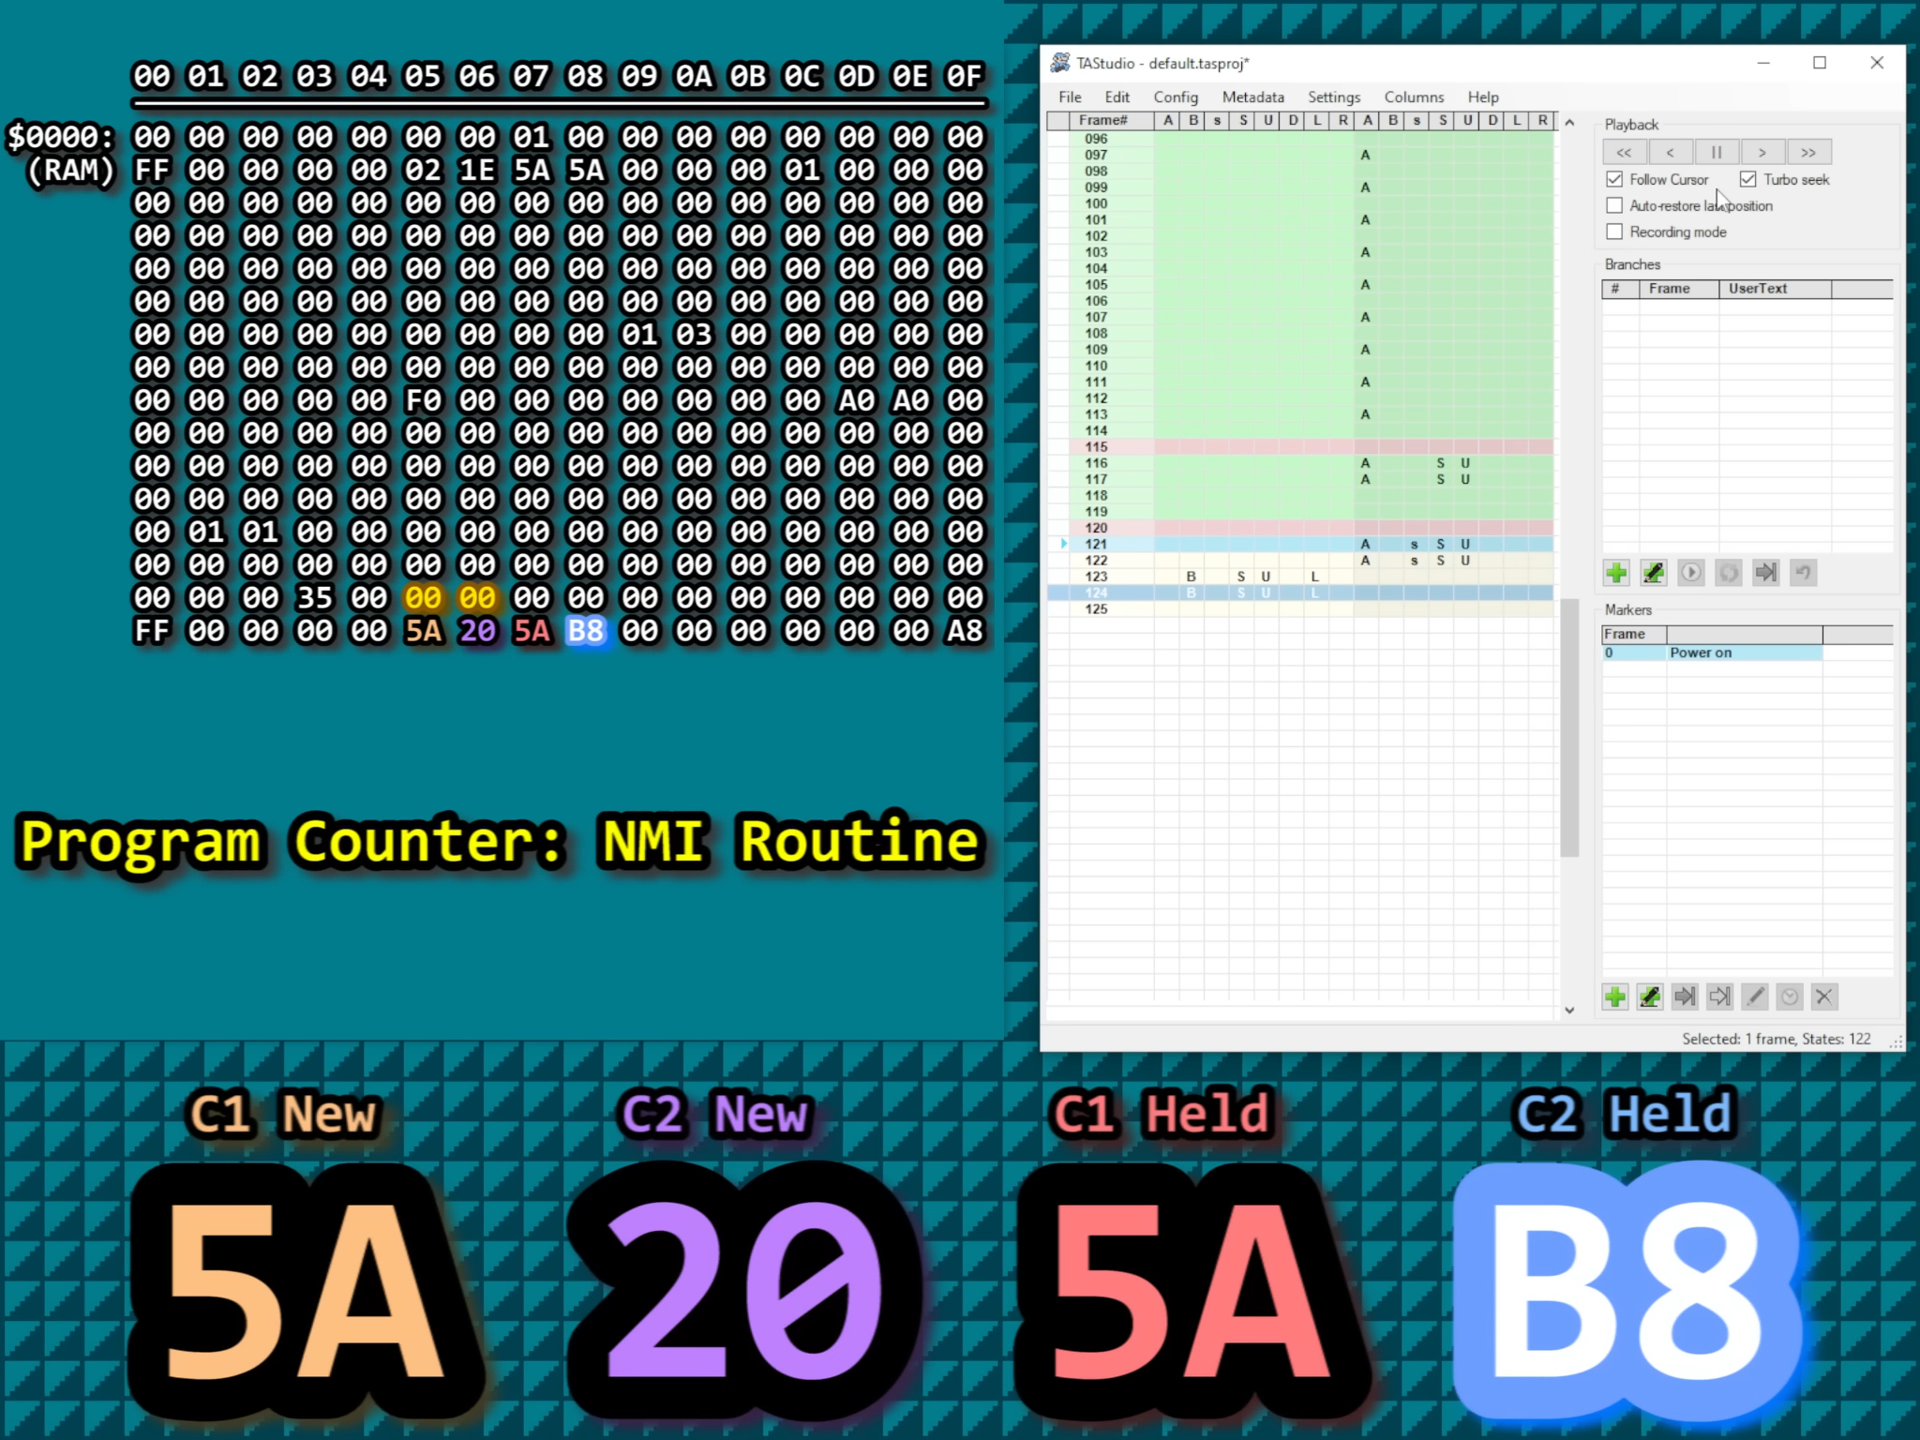 00 01 02 03 04 05 06 07 08 09 0A 0B 0C 0D 0E 0F
$0000: 00 00 00 00 00 00 00 01 00 00 00 00 00 00 00 00
(RAM) FF 00 00 00 00 02 1E 5A 5A 00 00 00 01 00 00 00
00 00 00 00 00 00 00 00 00 00 00 00 00 00 00 00
00 00 00 00 00 00 00 00 00 00 00 00 00 00 00 00
00 00 00 00 00 00 00 00 00 00 00 00 00 00 00 00
00 00 00 00 00 00 00 00 00 00 00 00 00 00 00 00
00 00 00 00 00 00 00 00 00 01 03 00 00 00 00 00
00 00 00 00 00 00 00 00 00 00 00 00 00 00 00 00
00 00 00 00 00 F0 00 00 00 00 00 00 00 A0 A0 00
00 00 00 00 00 00 00 00 00 00 00 00 00 00 00 00
00 00 00 00 00 00 00 00 00 00 00 00 00 00 00 00
00 00 00 00 00 00 00 00 00 00 00 00 00 00 00 00
00 01 01 00 00 00 00 00 00 00 00 00 00 00 00 00
00 00 00 00 00 00 00 00 00 00 00 00 00 00 00 00
00 00 00 35 00 00 00 00 00 00 00 00 00 00 00 00
FF 00 00 00 00 5A 20 5A B8 00 00 00 00 00 00 A8
Program Counter: NMI Routine
TAStudio - default.tasproj*
File Edit Config Metadata Settings Columns Help
Frame# A B s S U D L R A B s S U D L R
096
097 A
098
099 A
100
101 A
102
103 A
104
105 A
106
107 A
108
109 A
110
111 A
112
113 A
114
115
116 A S U
117 A S U
118
119
120
121 A s S U
122 A s S U
123 B S U L
124 B S U L
125
Playback
<< < || > >>
Follow Cursor Turbo seek
Auto-restore last position
Recording mode
Branches
# Frame UserText
Markers
Frame
0 Power on
Selected: 1 frame, States: 122
C1 New C2 New C1 Held C2 Held
5A 20 5A B8